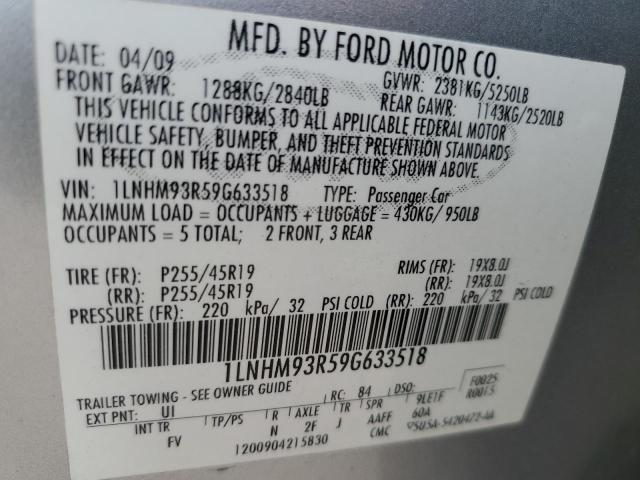 MFD. BY FORD MOTOR CO.
DATE: 04/09 GVWR: 2381KG/5250LB
FRONT GAWR: 1288KG/2840LB REAR GAWR: 1143KG/2520LB
THIS VEHICLE CONFORMS TO ALL APPLICABLE FEDERAL MOTOR
VEHICLE SAFETY, BUMPER, AND THEFT PREVENTION STANDARDS
IN EFFECT ON THE DATE OF MANUFACTURE SHOWN ABOVE.
VIN: 1LNHM93R59G633518 TYPE: Passenger Car
MAXIMUM LOAD = OCCUPANTS + LUGGAGE = 430KG/950LB
OCCUPANTS = 5 TOTAL; 2 FRONT, 3 REAR
TIRE (FR): P255/45R19 RIMS (FR): 19X8.0J
(RR): P255/45R19 (RR): 19X8.0J
PRESSURE (FR): 220 kPa/ 32 PSI COLD (RR): 220 kPa/ 32 PSI COLD
1LNHM93R59G633518
TRAILER TOWING - SEE OWNER GUIDE
EXT PNT: UI RC: 84 DSO: F0025
R0015
INT TR TP/PS R AXLE TR SPR 9LE1F
FV N 2F J AAFF 60A
1200904215830 CMC